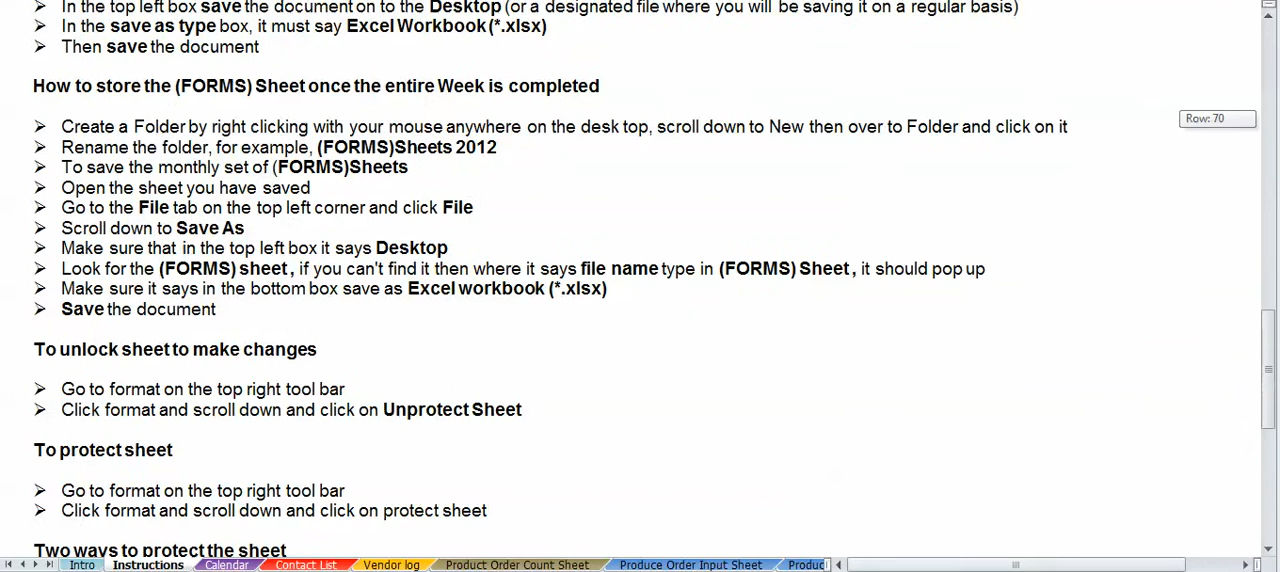 In the top left box save the document on to the Desktop (or a designated file where you will be saving it on a regular basis)
In the save as type box, it must say Excel Workbook (*.xlsx)
Then save the document
How to store the (FORMS) Sheet once the entire Week is completed
Create a Folder by right clicking with your mouse anywhere on the desk top, scroll down to New then over to Folder and click on it
Row: 70
Rename the folder, for example, (FORMS)Sheets 2012
To save the monthly set of (FORMS)Sheets
Open the sheet you have saved
Go to the File tab on the top left corner and click File
Scroll down to Save As
Make sure that in the top left box it says Desktop
Look for the (FORMS) sheet, if you can't find it then where it says file name type in (FORMS) Sheet, it should pop up
Make sure it says in the bottom box save as Excel workbook (*.xlsx)
Save the document
To unlock sheet to make changes
Go to format on the top right tool bar
Click format and scroll down and click on Unprotect Sheet
To protect sheet
Go to format on the top right tool bar
Click format and scroll down and click on protect sheet
Two ways to protect the sheet
Intro Instructions Calendar Contact List Vendor log Product Order Count Sheet Produce Order Input Sheet Produc